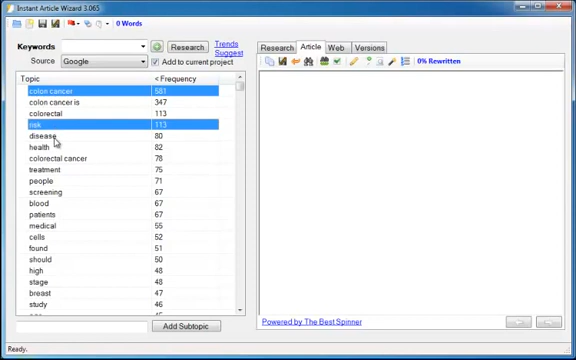 Instant Article Wizard 3.065
0 Words
Keywords
Research
Trends
Suggest
Source
Google
Add to current project
Topic
< Frequency
colon cancer 581
colon cancer is 347
colorectal 113
risk 113
disease 80
health 82
colorectal cancer 78
treatment 75
people 71
screening 67
blood 67
patients 67
medical 55
cells 52
found 51
should 50
high 48
stage 48
breast 47
study 46
Add Subtopic
Research Article Web Versions
0% Rewritten
Powered by The Best Spinner
Ready.